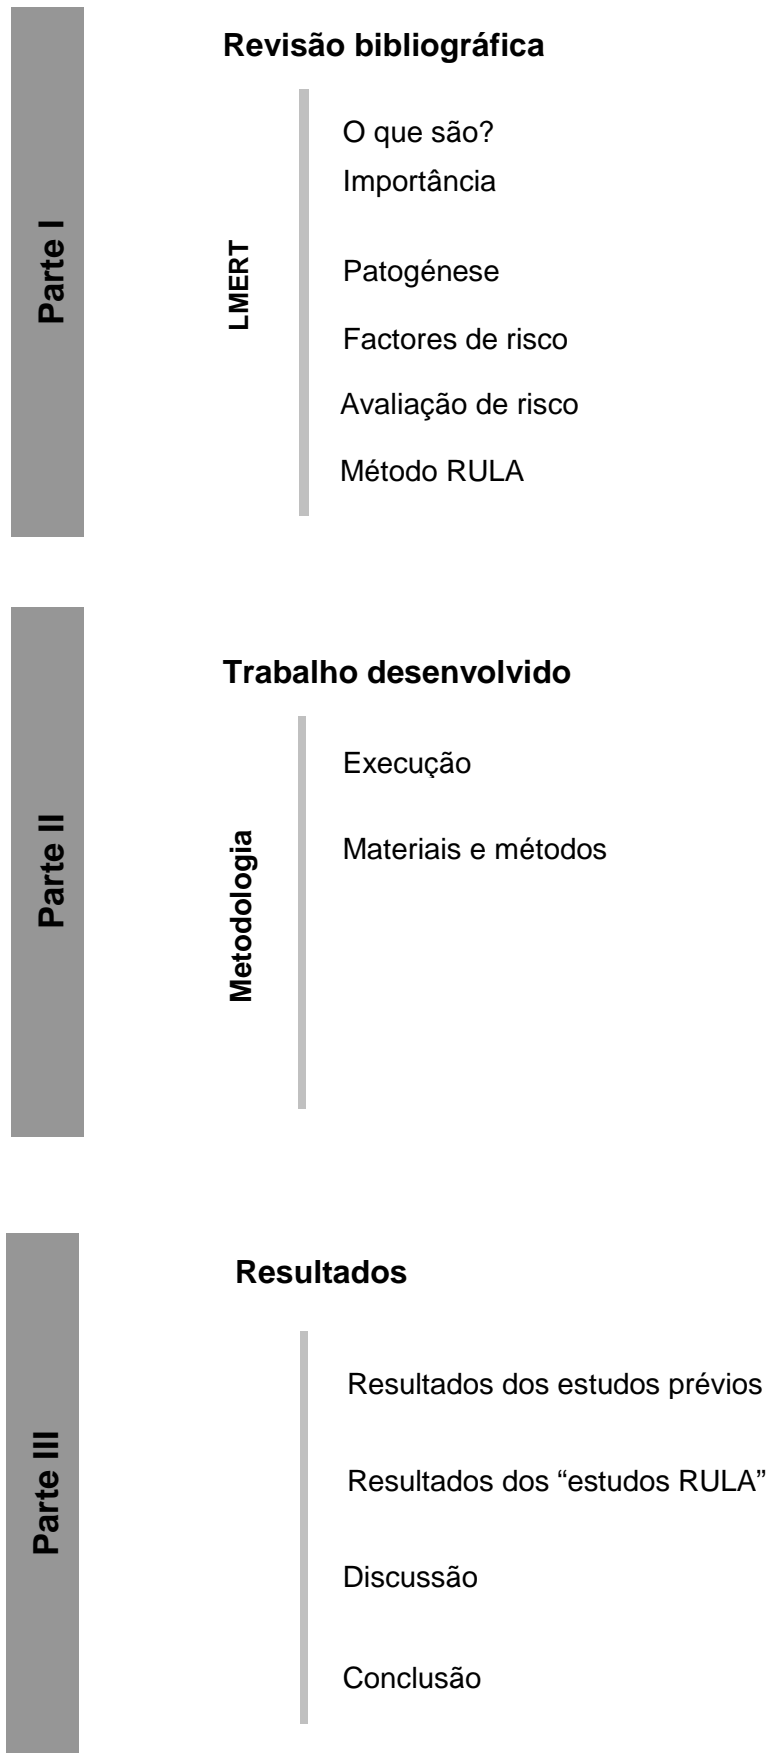 Parte I
Revisão bibliográfica
LMERT
O que são?
Importância
Patogénese
Factores de risco
Avaliação de risco
Método RULA
Parte II
Trabalho desenvolvido
Metodologia
Execução
Materiais e métodos
Parte III
Resultados
Resultados dos estudos prévios
Resultados dos “estudos RULA”
Discussão
Conclusão